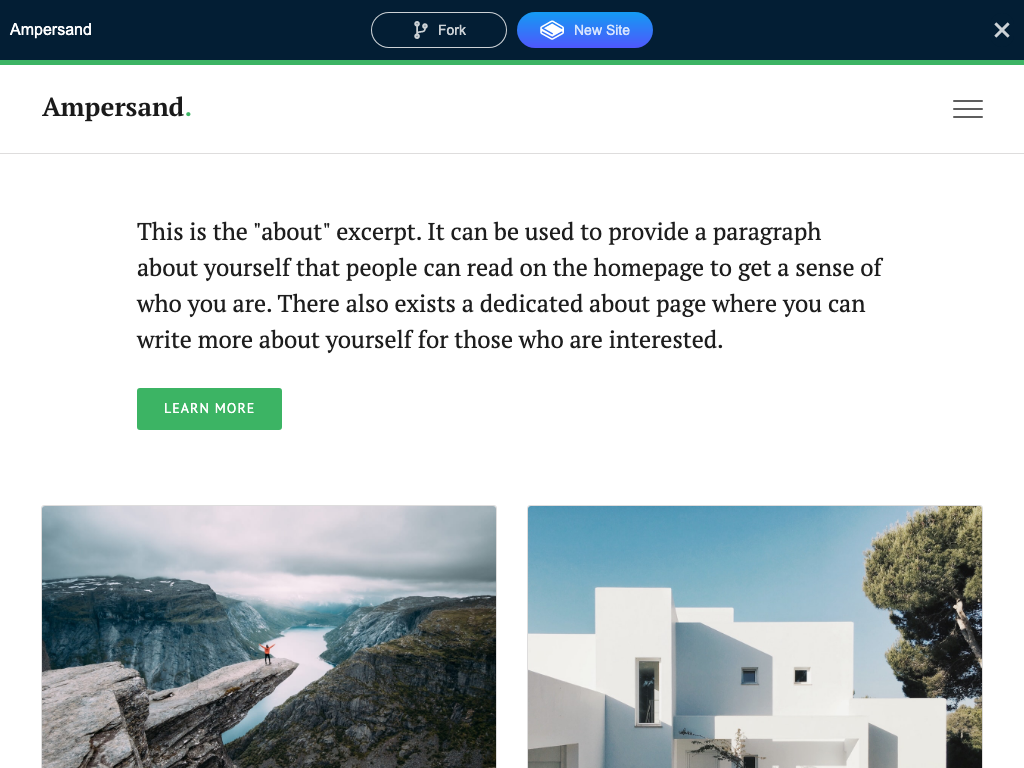 Ampersand
Fork
New Site
Ampersand.
This is the "about" excerpt. It can be used to provide a paragraph
about yourself that people can read on the homepage to get a sense of
who you are. There also exists a dedicated about page where you can
write more about yourself for those who are interested.
LEARN MORE